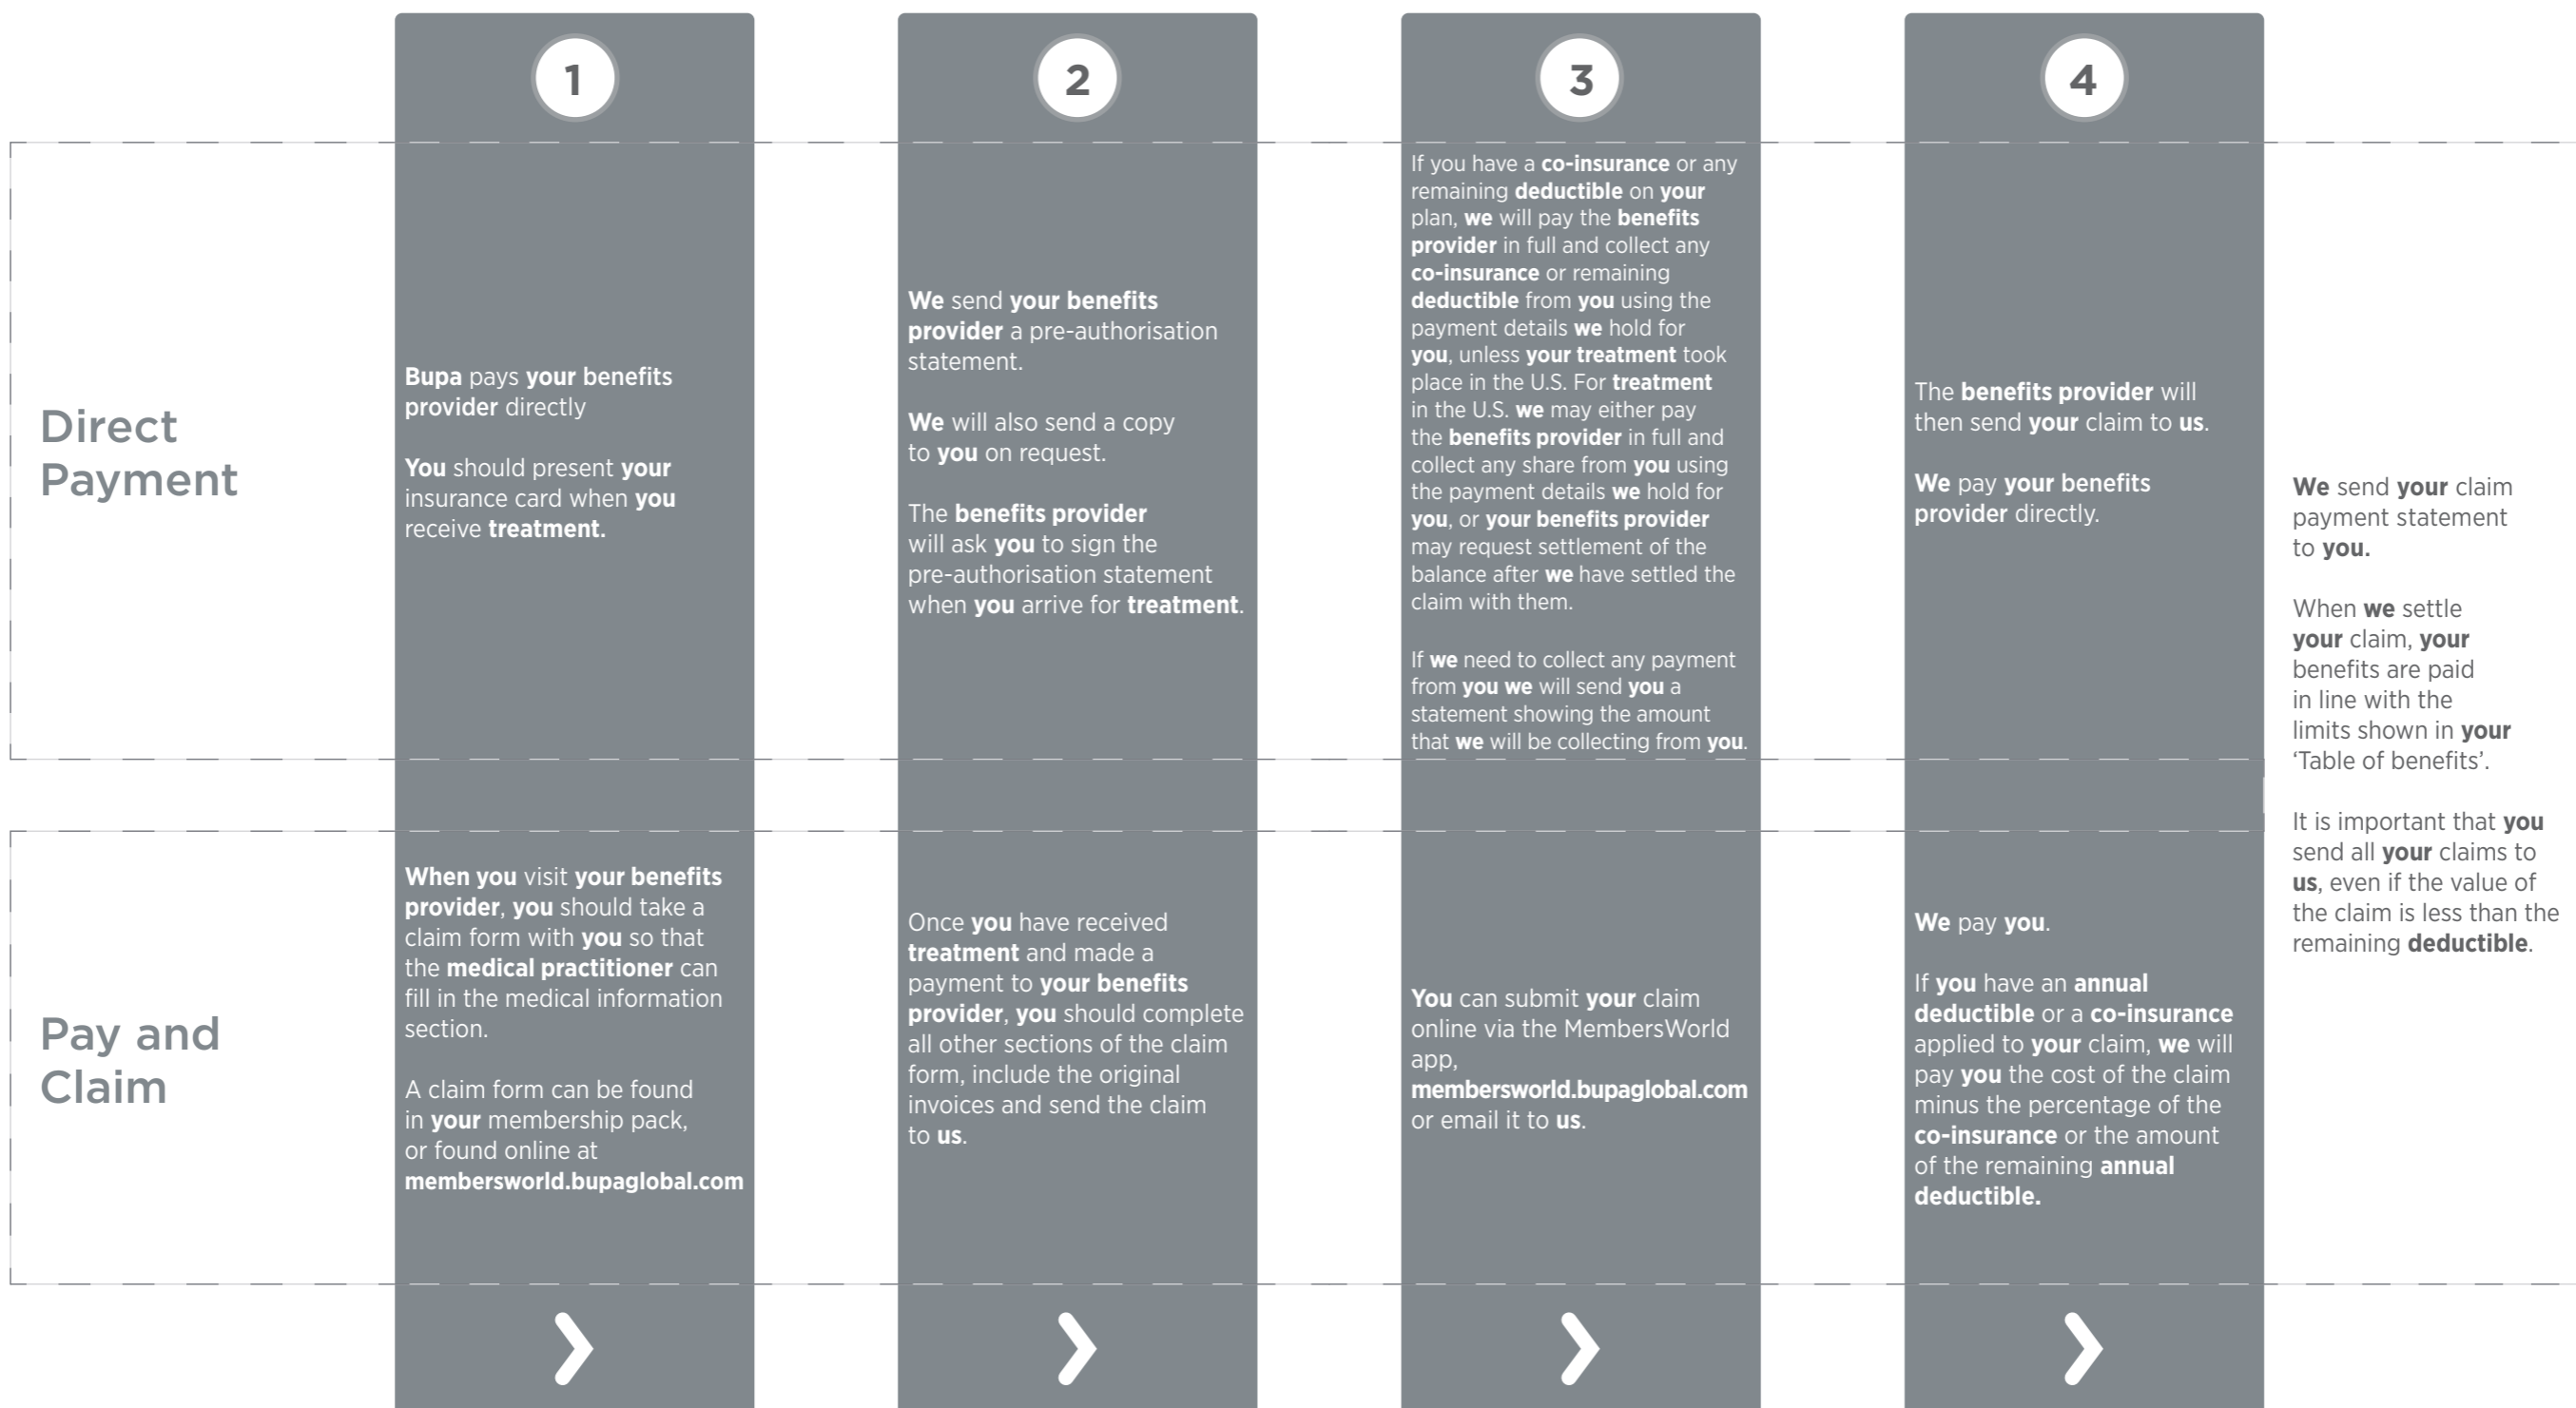 1
2
3
4
Direct
Payment
Bupa pays your benefits
provider directly
You should present your
insurance card when you
receive treatment.
We send your benefits
provider a pre-authorisation
statement.
We will also send a copy
to you on request.
The benefits provider
will ask you to sign the
pre-authorisation statement
when you arrive for treatment.
If you have a co-insurance or any
remaining deductible on your
plan, we will pay the benefits
provider in full and collect any
co-insurance or remaining
deductible from you using the
payment details we hold for
you, unless your treatment took
place in the U.S. For treatment
in the U.S. we may either pay
the benefits provider in full and
collect any share from you using
the payment details we hold for
you, or your benefits provider
may request settlement of the
balance after we have settled the
claim with them.
If we need to collect any payment
from you we will send you a
statement showing the amount
that we will be collecting from you.
The benefits provider will
then send your claim to us.
We pay your benefits
provider directly.
Pay and
Claim
When you visit your benefits
provider, you should take a
claim form with you so that
the medical practitioner can
fill in the medical information
section.
A claim form can be found
in your membership pack,
or found online at
membersworld.bupaglobal.com
Once you have received
treatment and made a
payment to your benefits
provider, you should complete
all other sections of the claim
form, include the original
invoices and send the claim
to us.
You can submit your claim
online via the MembersWorld
app,
membersworld.bupaglobal.com
or email it to us.
We pay you.
If you have an annual
deductible or a co-insurance
applied to your claim, we will
pay you the cost of the claim
minus the percentage of the
co-insurance or the amount
of the remaining annual
deductible.
We send your claim
payment statement
to you.
When we settle
your claim, your
benefits are paid
in line with the
limits shown in your
‘Table of benefits’.
It is important that you
send all your claims to
us, even if the value of
the claim is less than the
remaining deductible.